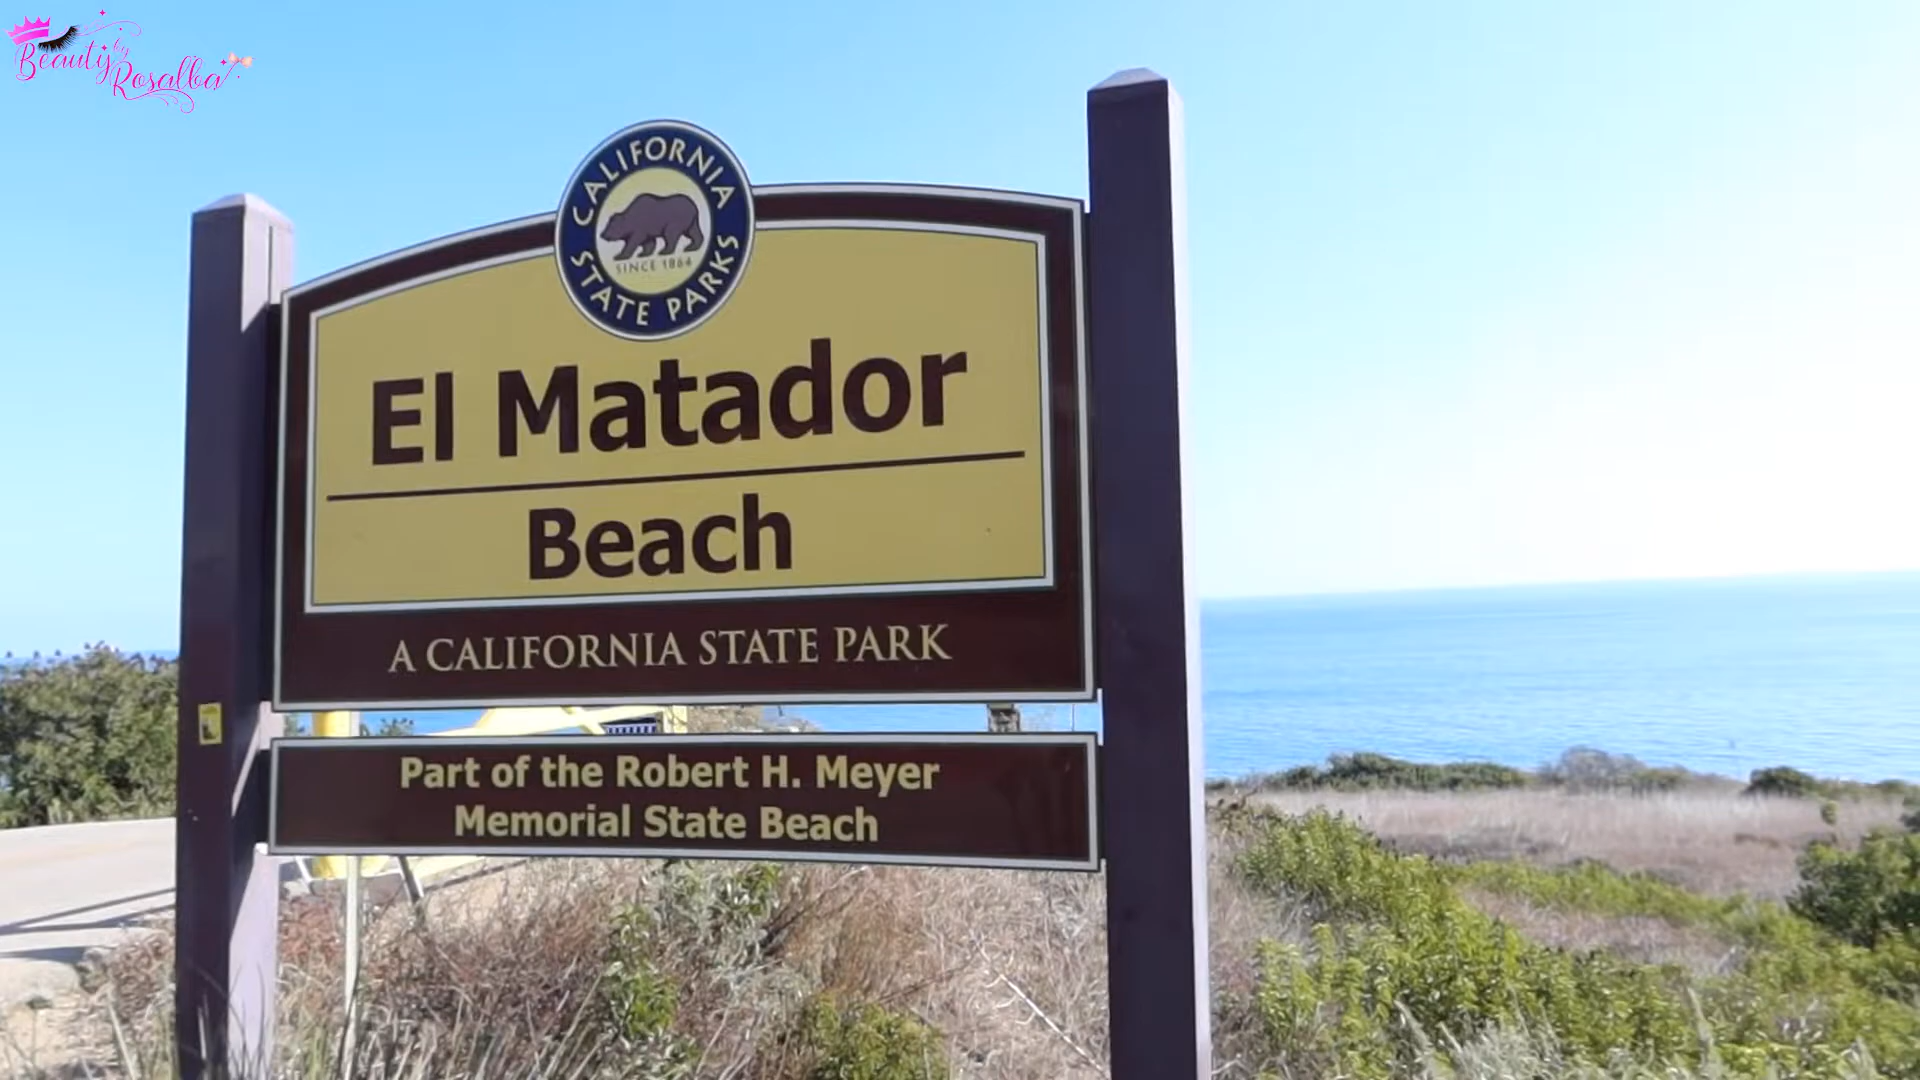 Beauty by
Rosalba
CALIFORNIA
SINCE 1864
STATE PARKS
El Matador
Beach
A CALIFORNIA STATE PARK
Part of the Robert H. Meyer
Memorial State Beach